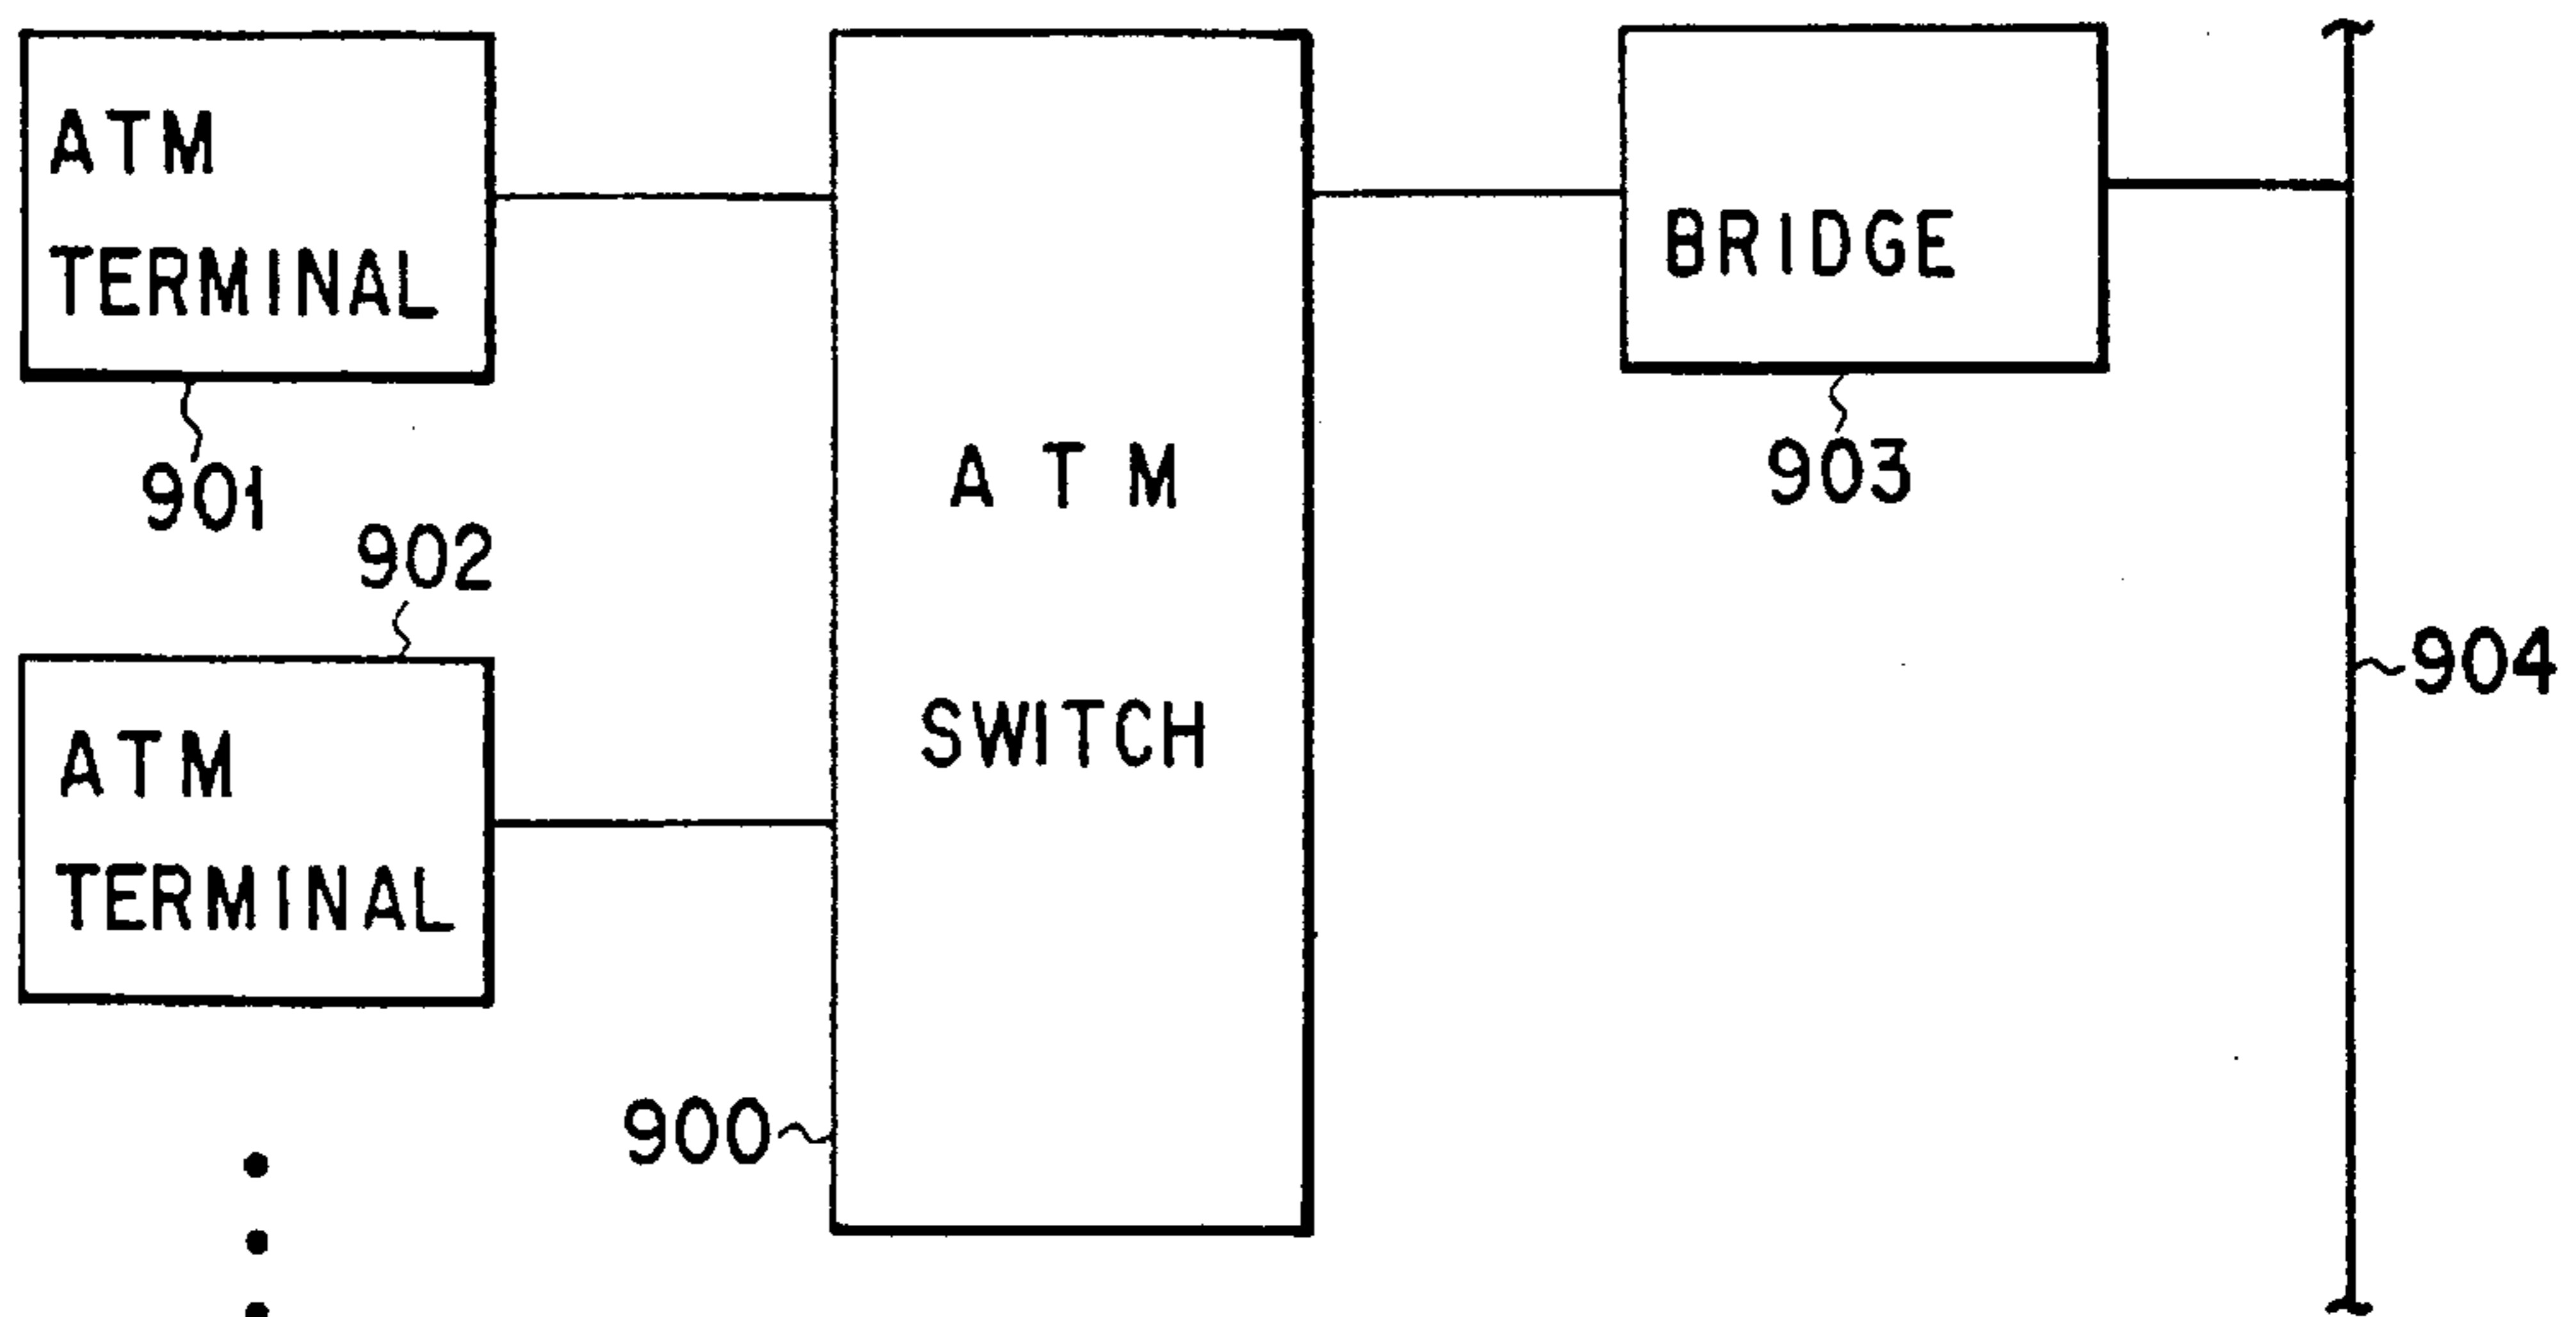 ATM
TERMINAL
901
902
ATM
TERMINAL
ATM
SWITCH
900
BRIDGE
903
904